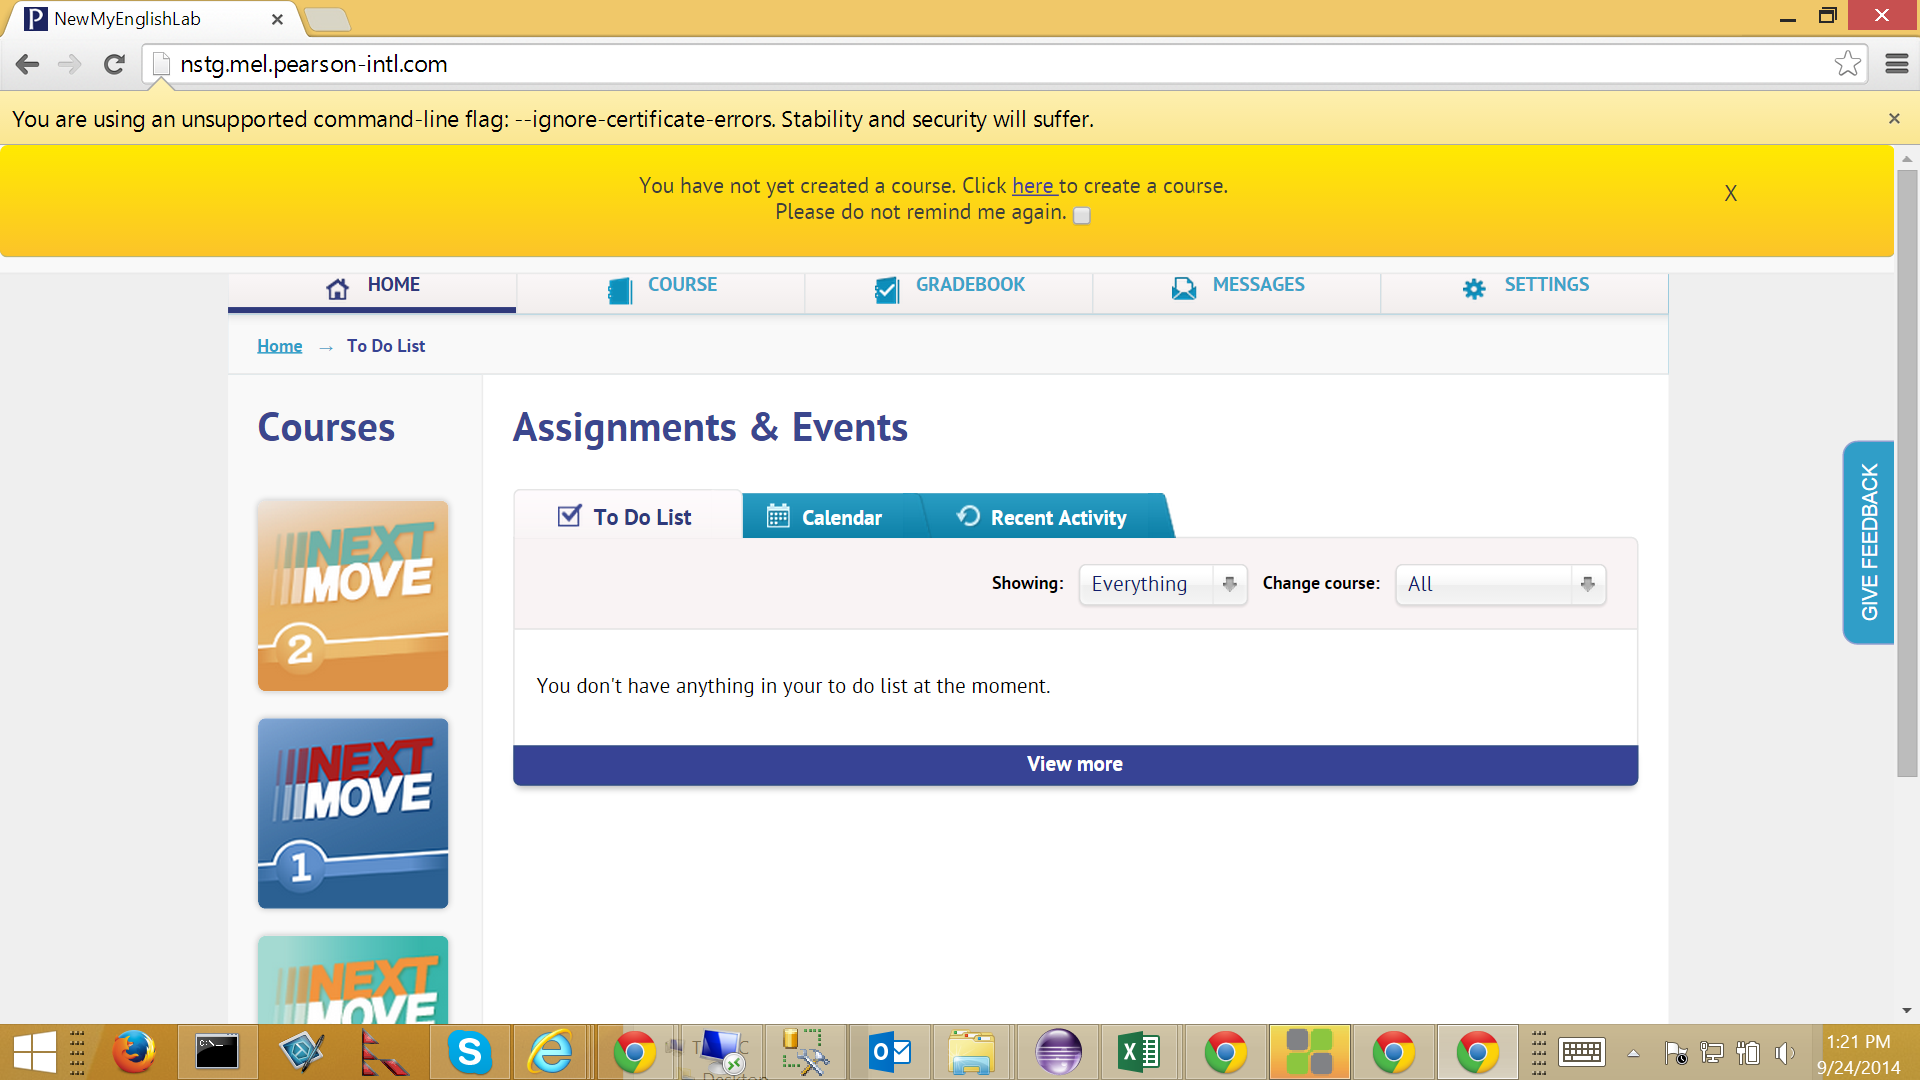 NewMyEnglishLab
nstg.mel.pearson-intl.com
You are using an unsupported command-line flag: --ignore-certificate-errors. Stability and security will suffer.
You have not yet created a course. Click here to create a course.
X
Please do not remind me again.
HOME
COURSE
GRADEBOOK
MESSAGES
SETTINGS
Home → To Do List
Courses
Assignments & Events
To Do List
Calendar
Recent Activity
Showing:
Everything
Change course:
All
You don't have anything in your to do list at the moment.
View more
NEXT
MOVE
2
NEXT
MOVE
1
NEXT
MOVE
GIVE FEEDBACK
1:21 PM
9/24/2014